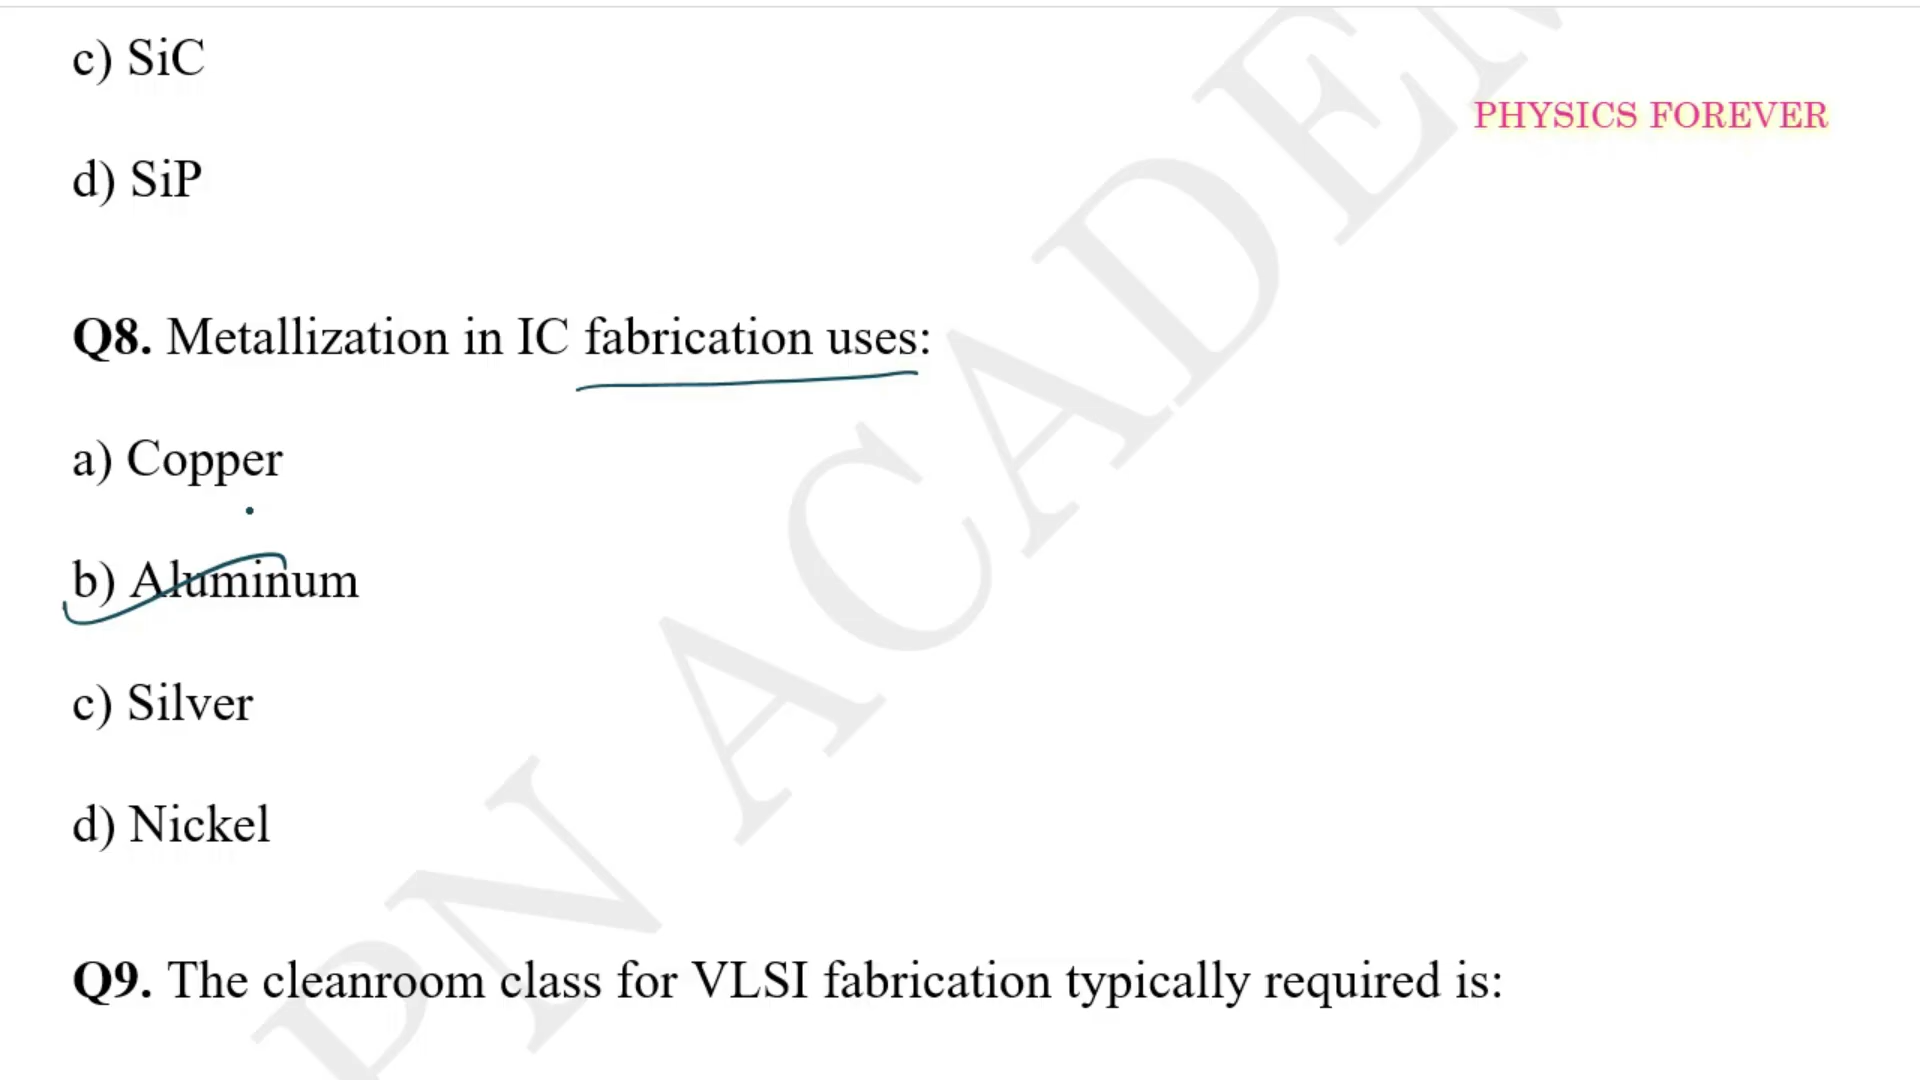 c) SiC
PHYSICS FOREVER
d) SiP
Q8. Metallization in IC fabrication uses:
a) Copper
b) Aluminum
c) Silver
d) Nickel
Q9. The cleanroom class for VLSI fabrication typically required is:
PN ACADEM